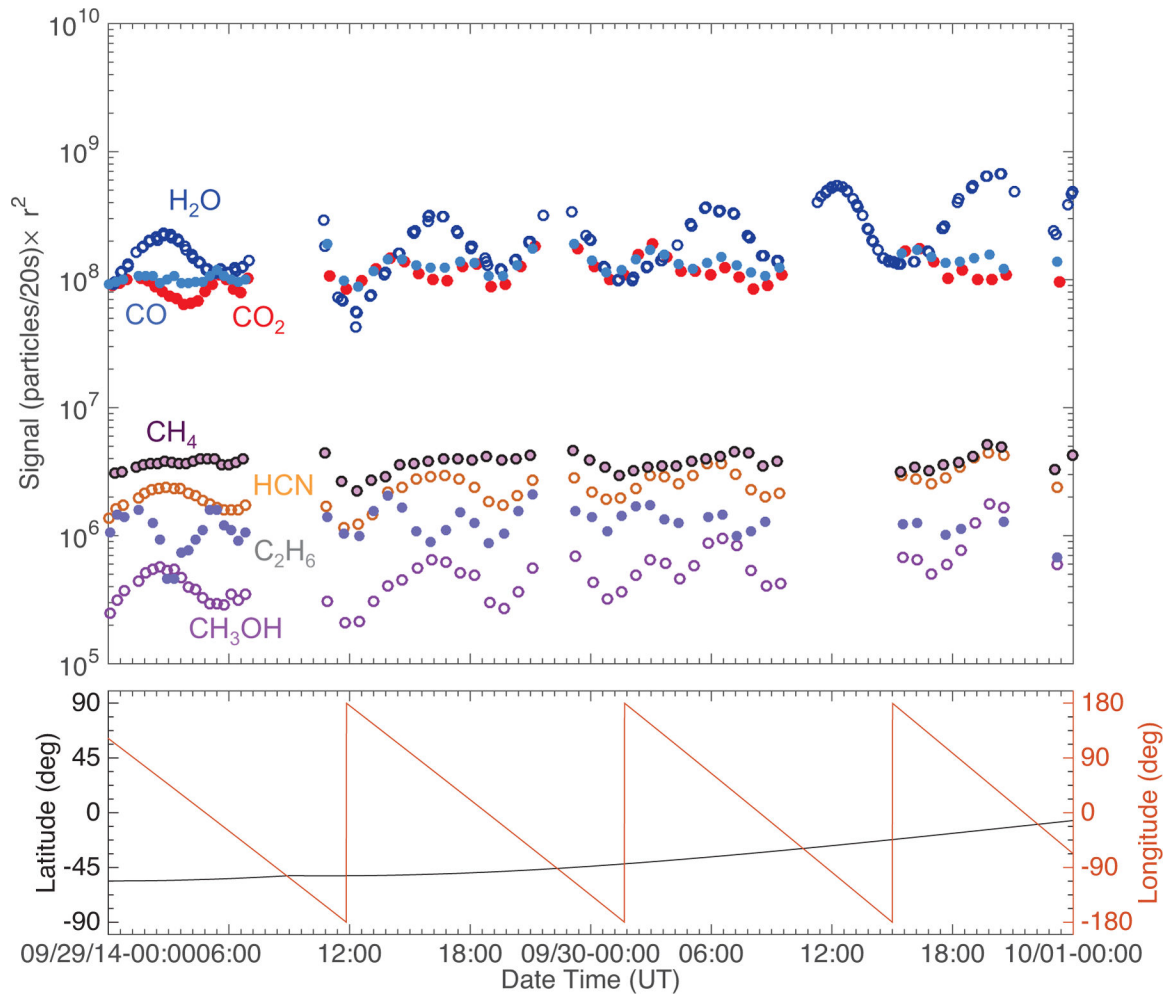 10^10
10^9
10^8
10^7
10^6
10^5
Signal (particles/20s)× r^2
H₂O
CO
CO₂
CH₄
HCN
C₂H₆
CH₃OH
90
45
0
-45
-90
Latitude (deg)
180
90
0
-90
-180
Longitude (deg)
09/29/14-00:00 06:00 12:00 18:00 09/30-00:00 06:00 12:00 18:00 10/01-00:00
Date Time (UT)